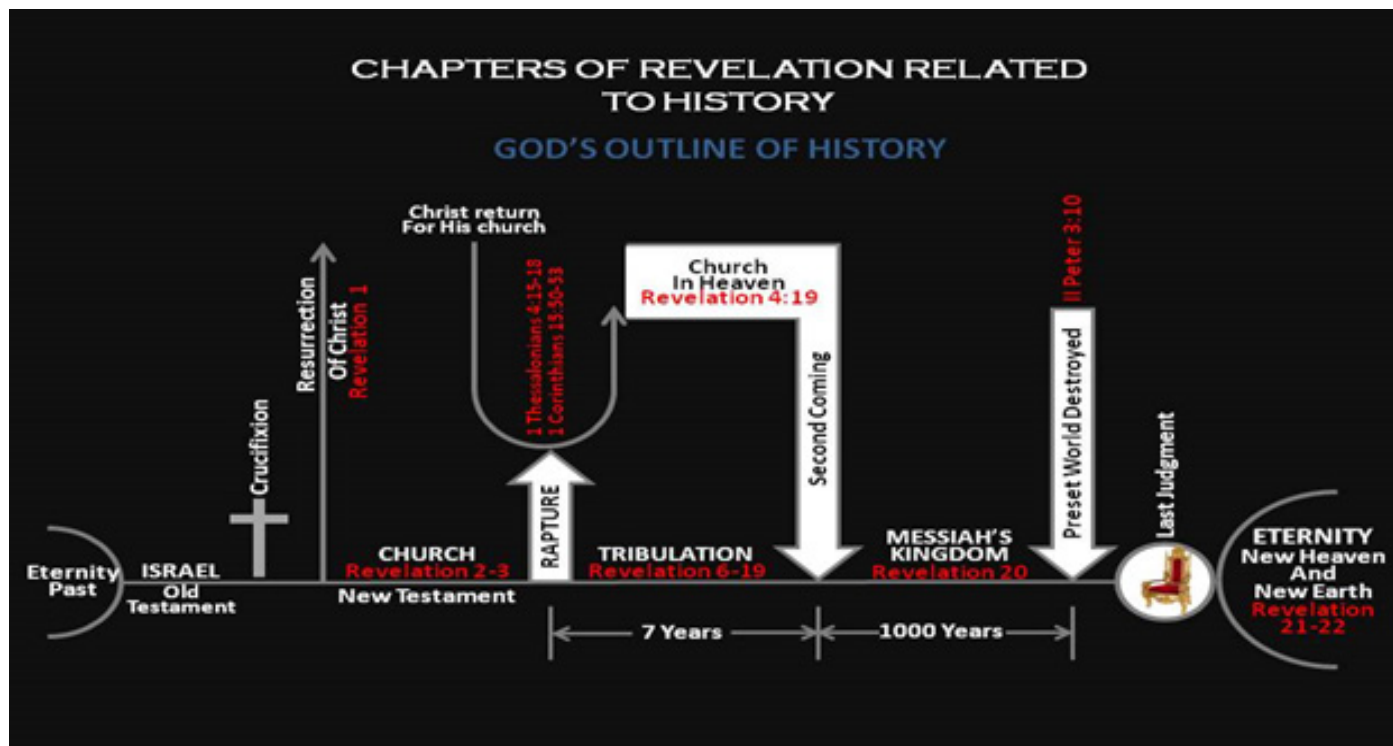 CHAPTERS OF REVELATION RELATED
TO HISTORY
GOD'S OUTLINE OF HISTORY
Eternity
Past
ISRAEL
Old
Testament
Crucifixion
Resurrection
Of Christ
Revelation 1
CHURCH
Revelation 2-3
New Testament
Christ return
For His church
1 Thessalonians 4:15-18
1 Corinthians 15:50-53
RAPTURE
Church
In Heaven
Revelation 4:19
TRIBULATION
Revelation 6-19
7 Years
Second Coming
MESSIAH'S
KINGDOM
Revelation 20
1000 Years
II Peter 3:10
Preset World Destroyed
Last Judgment
ETERNITY
New Heaven
And
New Earth
Revelation
21-22